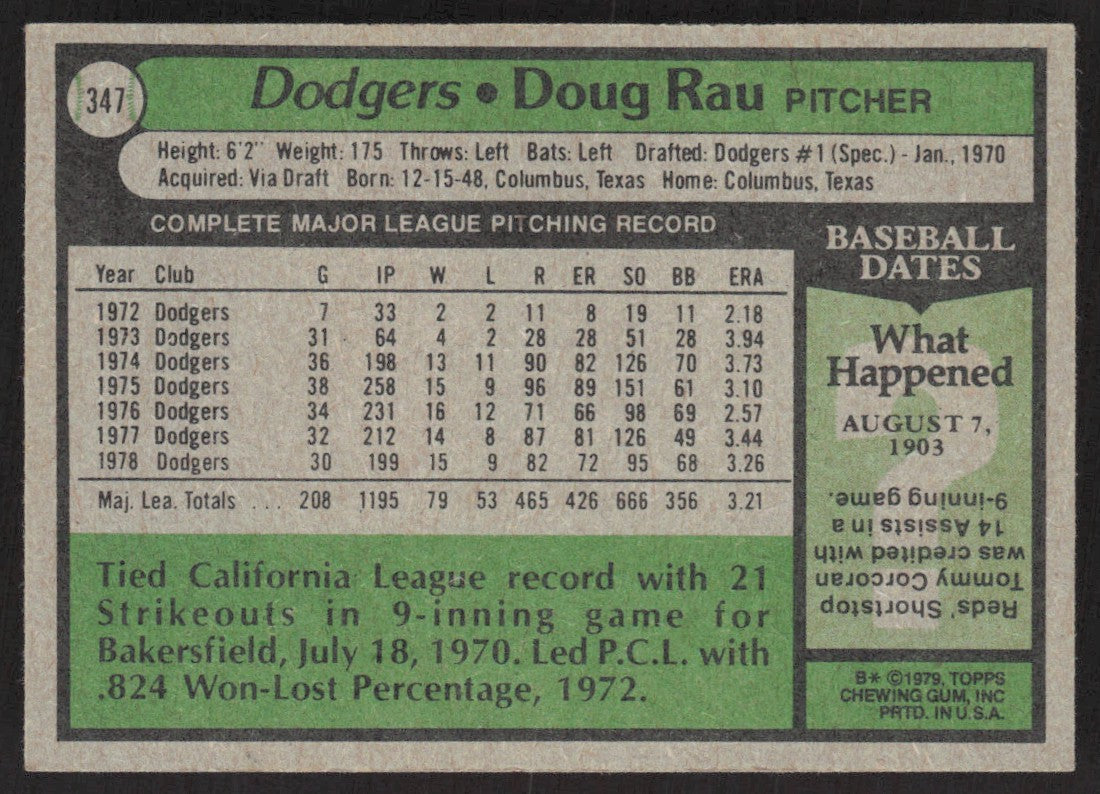 347
Dodgers • Doug Rau PITCHER
Height: 6'2" Weight: 175 Throws: Left Bats: Left Drafted: Dodgers #1 (Spec.) - Jan., 1970
Acquired: Via Draft Born: 12-15-48, Columbus, Texas Home: Columbus, Texas
COMPLETE MAJOR LEAGUE PITCHING RECORD
Year Club G IP W L R ER SO BB ERA
1972 Dodgers 7 33 2 2 11 8 19 11 2.18
1973 Dodgers 31 64 4 2 28 28 51 28 3.94
1974 Dodgers 36 198 13 11 90 82 126 70 3.73
1975 Dodgers 38 258 15 9 96 89 151 61 3.10
1976 Dodgers 34 231 16 12 71 66 98 69 2.57
1977 Dodgers 32 212 14 8 87 81 126 49 3.44
1978 Dodgers 30 199 15 9 82 72 95 68 3.26
Maj. Lea. Totals . . . 208 1195 79 53 465 426 666 356 3.21
Tied California League record with 21
Strikeouts in 9-inning game for
Bakersfield, July 18, 1970. Led P.C.L. with
.824 Won-Lost Percentage, 1972.
BASEBALL
DATES
What
Happened
AUGUST 7,
1903
Reds' Shortstop
Tommy Corcoran
was credited with
14 Assists in a
9-inning game.
B* ©1979, TOPPS
CHEWING GUM, INC
PRTD. IN U.S.A.